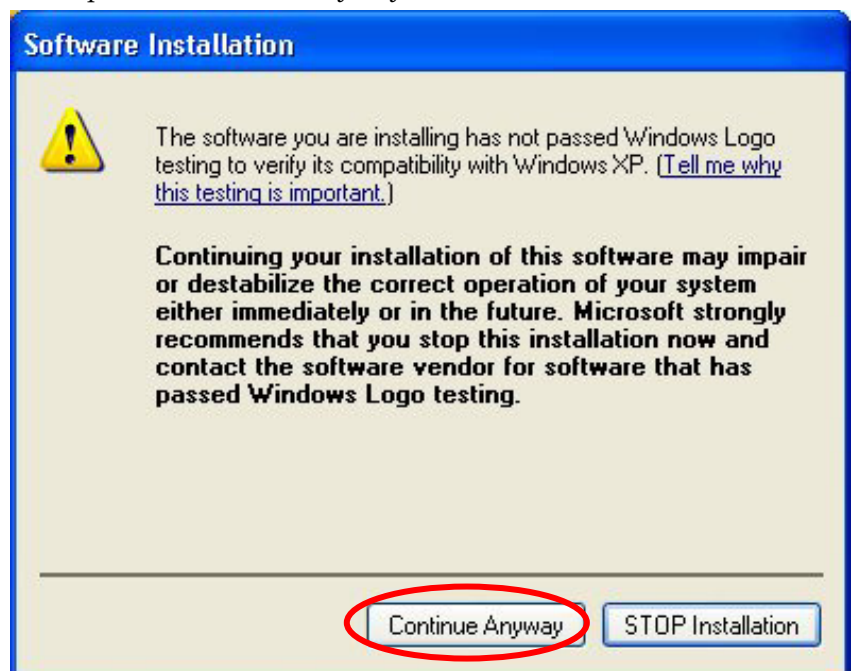 Software Installation
The software you are installing has not passed Windows Logo
testing to verify its compatibility with Windows XP. (Tell me why
this testing is important.)
Continuing your installation of this software may impair
or destabilize the correct operation of your system
either immediately or in the future. Microsoft strongly
recommends that you stop this installation now and
contact the software vendor for software that has
passed Windows Logo testing.
Continue Anyway STOP Installation